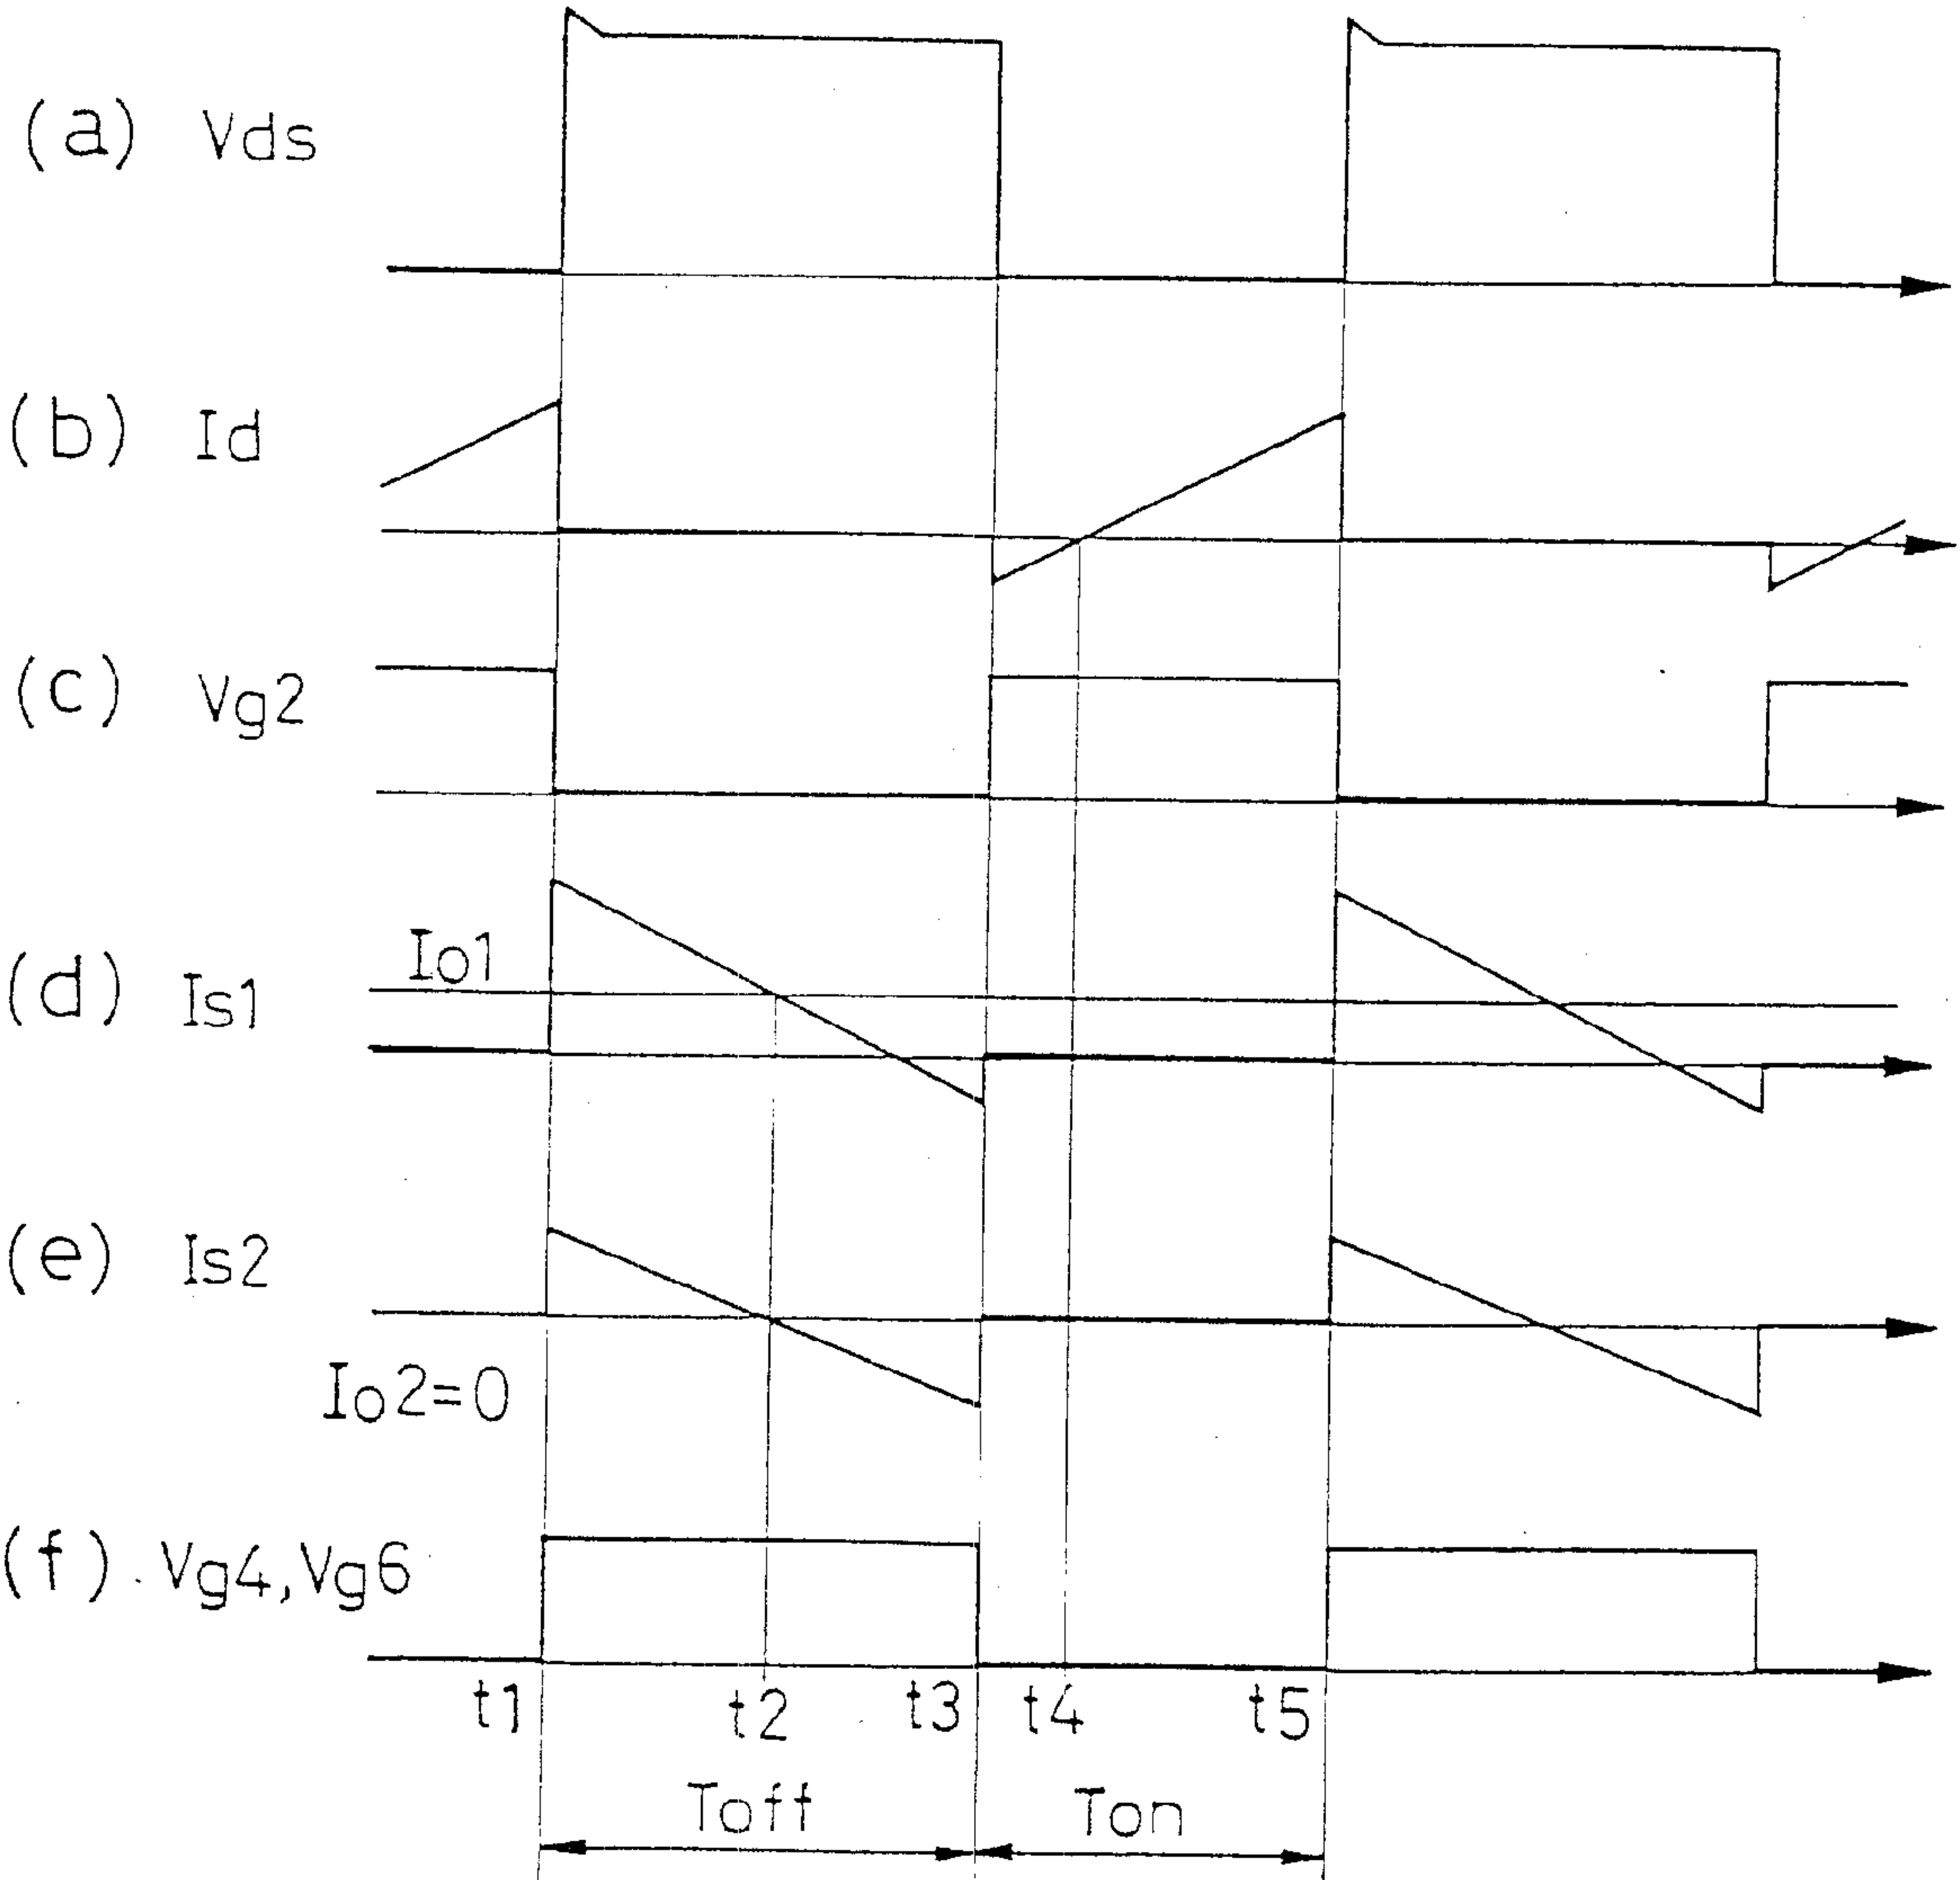 (a) Vds
(b) Id
(c) Vg2
Io1
(d) Is1
(e) Is2
Io2=0
(f) Vg4,Vg6
t1 t2 t3 t4 t5
Toff Ton